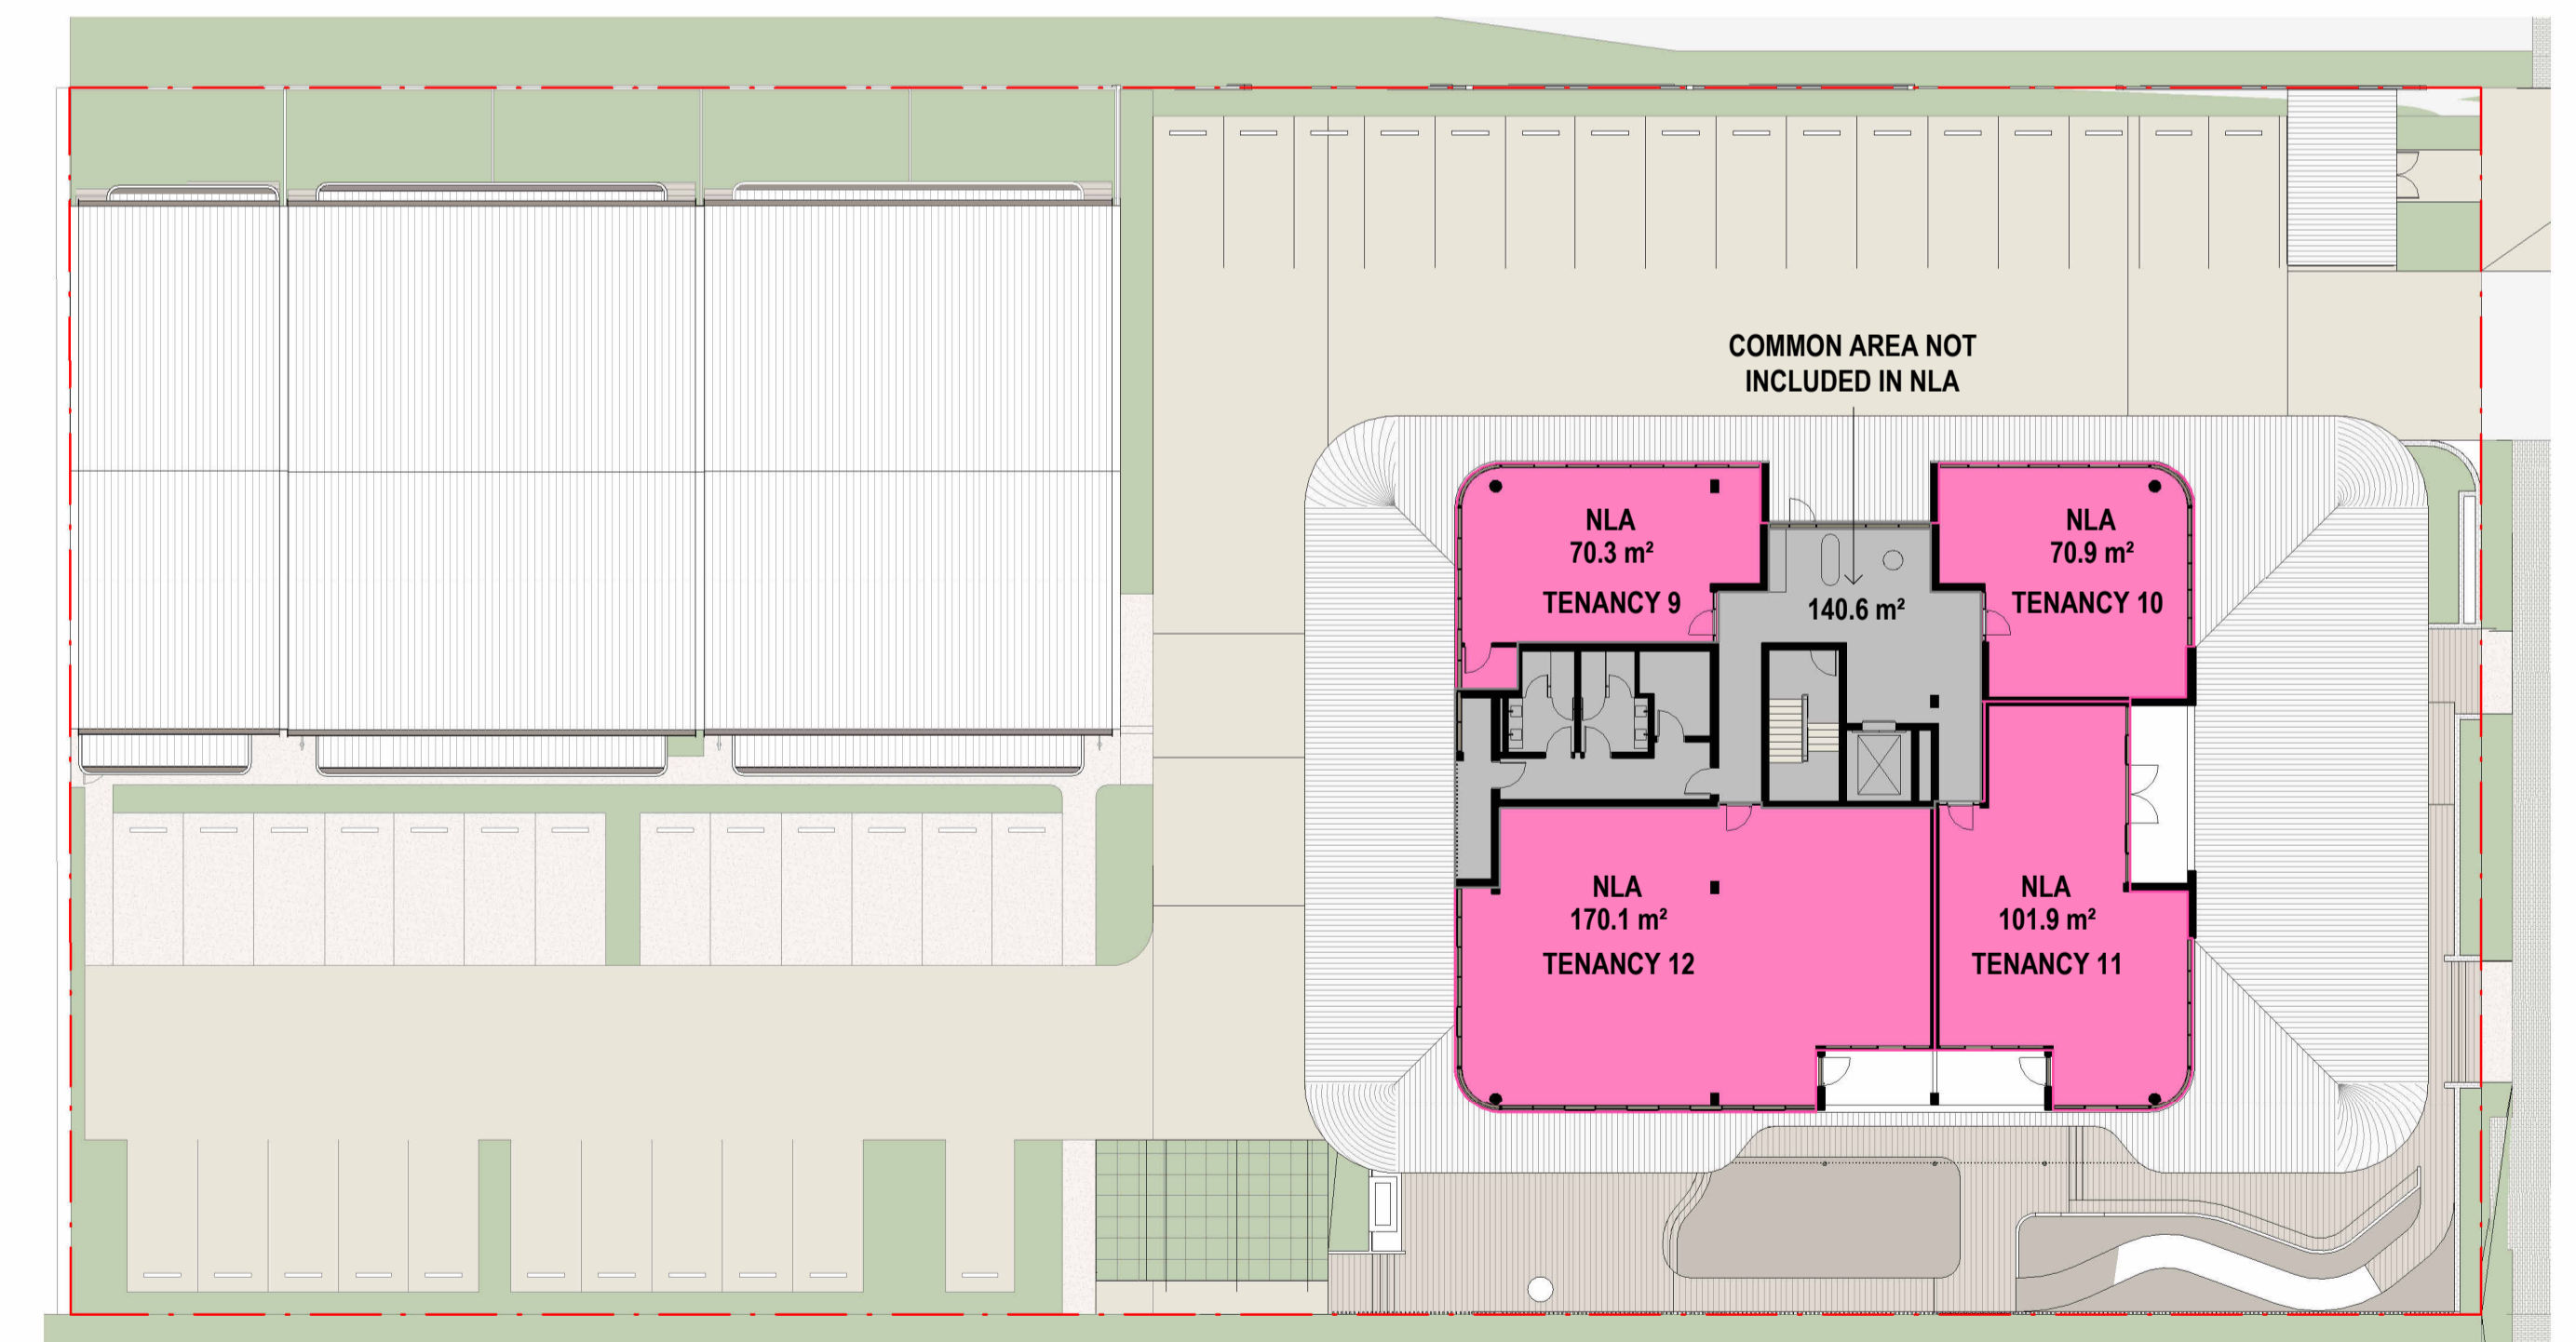 COMMON AREA NOT
INCLUDED IN NLA
NLA
70.3 m²
TENANCY 9
NLA
70.9 m²
TENANCY 10
140.6 m²
NLA
170.1 m²
TENANCY 12
NLA
101.9 m²
TENANCY 11